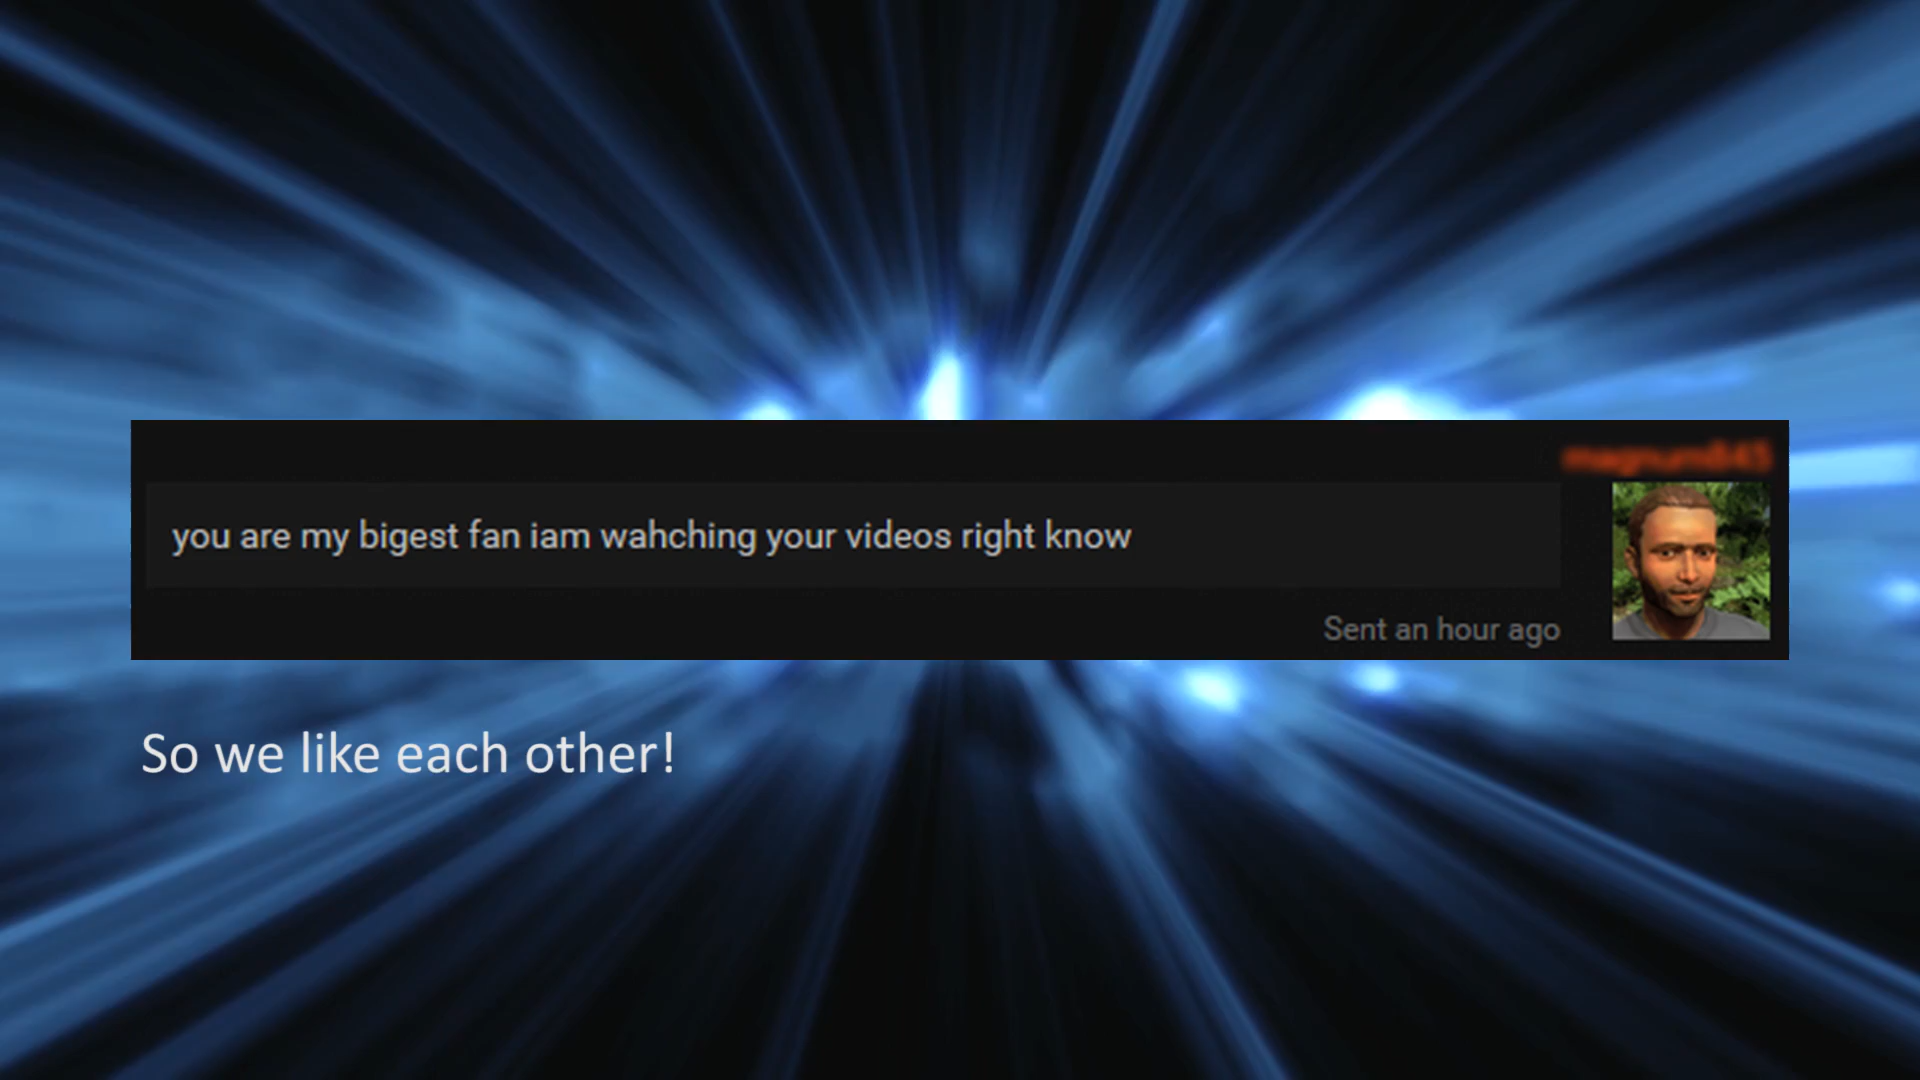 you are my bigest fan iam wahching your videos right know
Sent an hour ago
So we like each other!